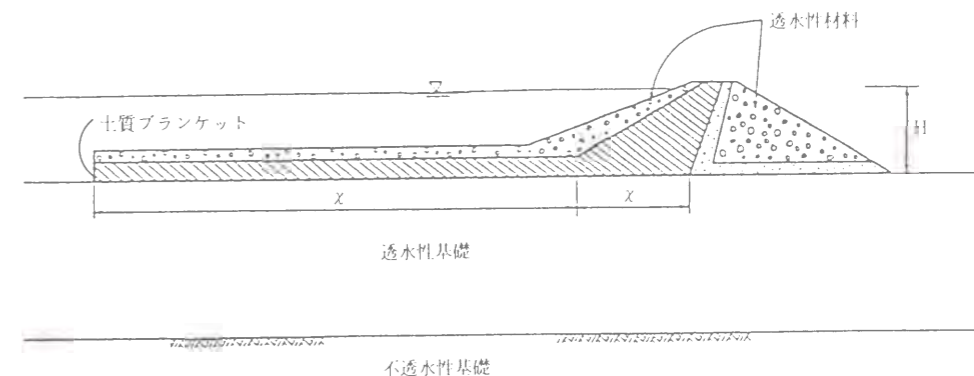 透水性材料
土質ブランケット
H
χ
χ
透水性基礎
不透水性基礎